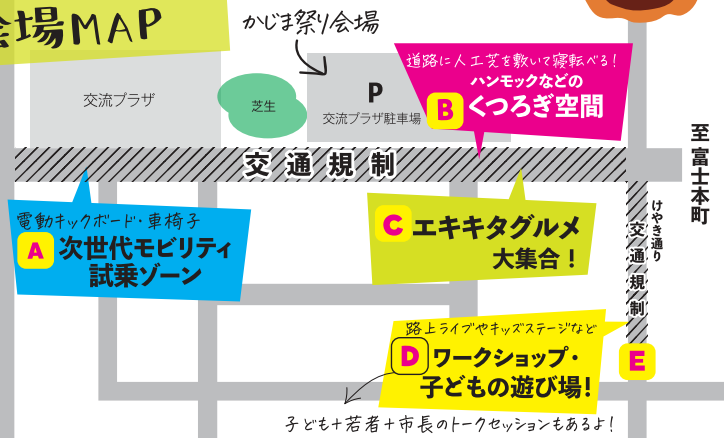 会場MAP
かじま祭り会場
交流プラザ
芝生
P
交流プラザ駐車場
道路に人工芝を敷いて寝転べる！
ハンモックなどの
B くつろぎ空間
至 富士本町
交通規制
けやき通り
交通規制
電動キックボード・車椅子
A 次世代モビリティ
試乗ゾーン
C エキキタグルメ
大集合！
路上ライブやキッズステージなど
D ワークショップ・
子どもの遊び場！
E
子ども＋若者＋市長のトークセッションもあるよ！